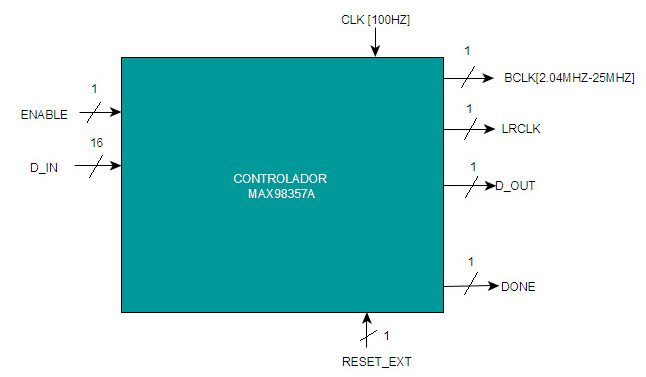 CLK [100HZ]
1
BCLK[2.04MHZ-25MHZ]
1
ENABLE
1
LRCLK
16
D_IN
CONTROLADOR
MAX98357A
1
D_OUT
1
DONE
1
RESET_EXT